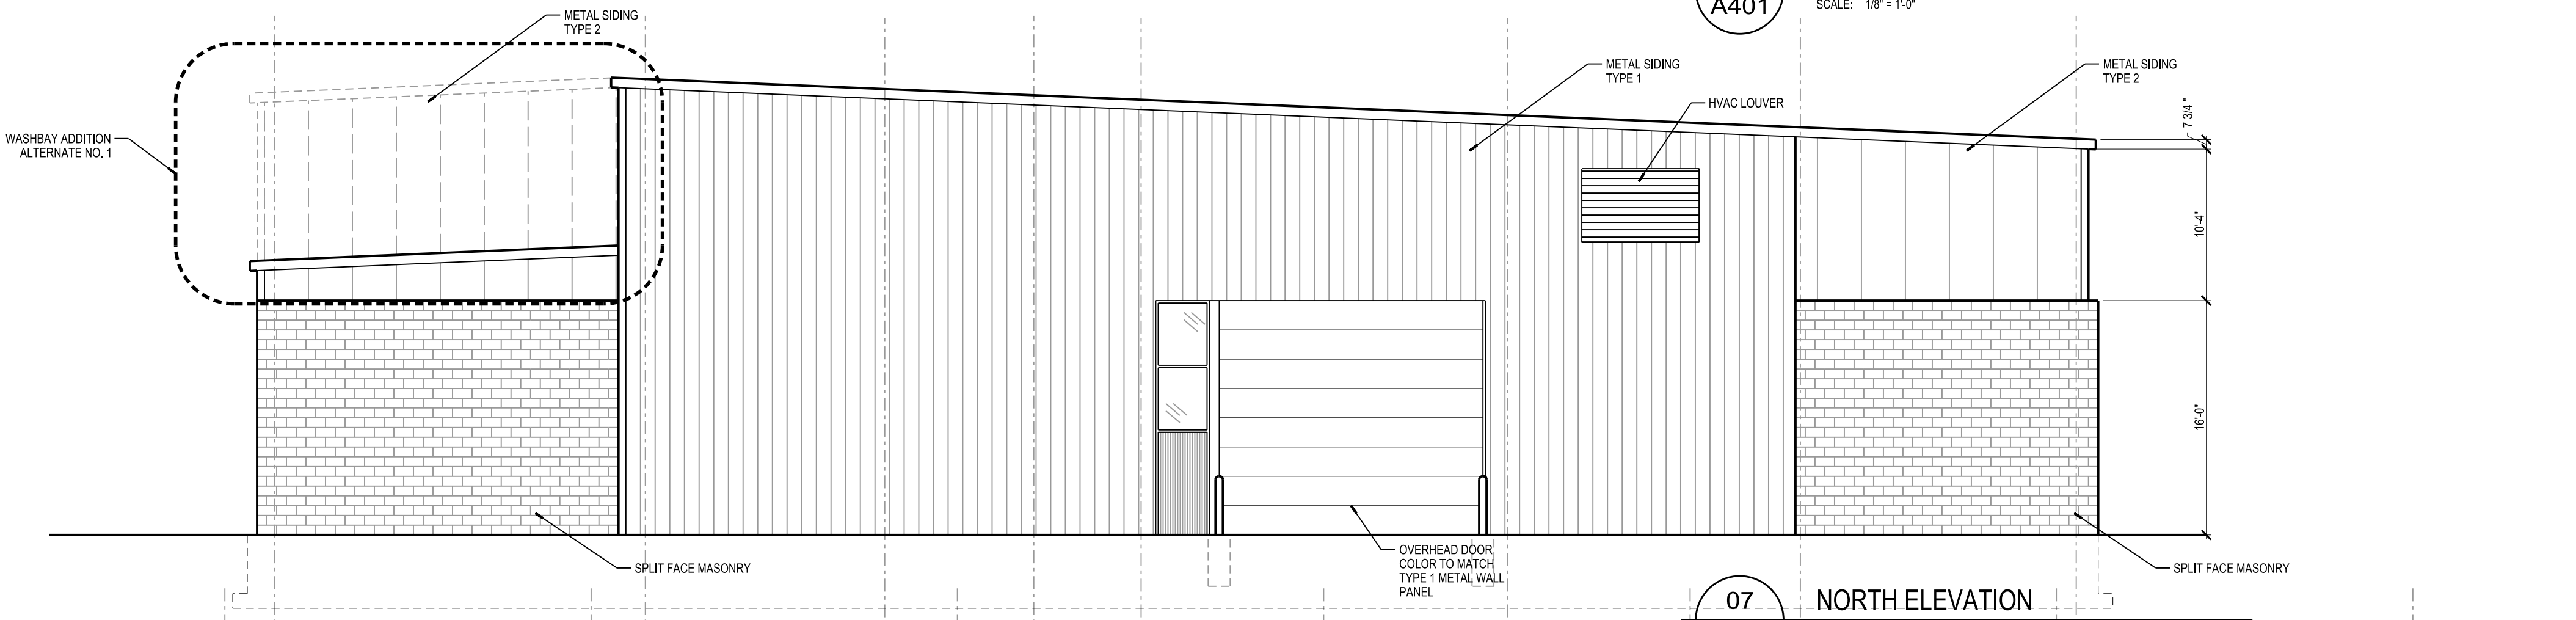 A401
SCALE: 1/8" = 1'-0"
METAL SIDING
TYPE 2
METAL SIDING
TYPE 1
METAL SIDING
TYPE 2
HVAC LOUVER
7 3/4 "
WASHBAY ADDITION
ALTERNATE NO. 1
10'-4"
16'-0"
OVERHEAD DOOR
COLOR TO MATCH
TYPE 1 METAL WALL
PANEL
SPLIT FACE MASONRY
SPLIT FACE MASONRY
07
NORTH ELEVATION